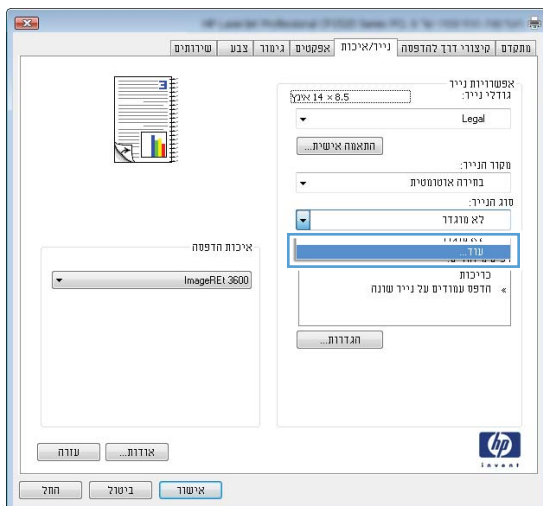 מתקדם
קיצורי דרך להדפסה
נייר/איכות
אפקטים
גימור
צבע
שירותים
אפשרויות נייר
גודלי נייר:
8.5 × 14 אינץ
Legal
התאמה אישית...
מקור הנייר:
בחירה אוטומטית
סוג הנייר:
לא מוגדר
עוד...
כריכות
הדפס עמודים על נייר שונה
הגדרות...
איכות הדפסה
ImageREt 3600
3
hp
invent
אודות...
עזרה
אישור
ביטול
החל